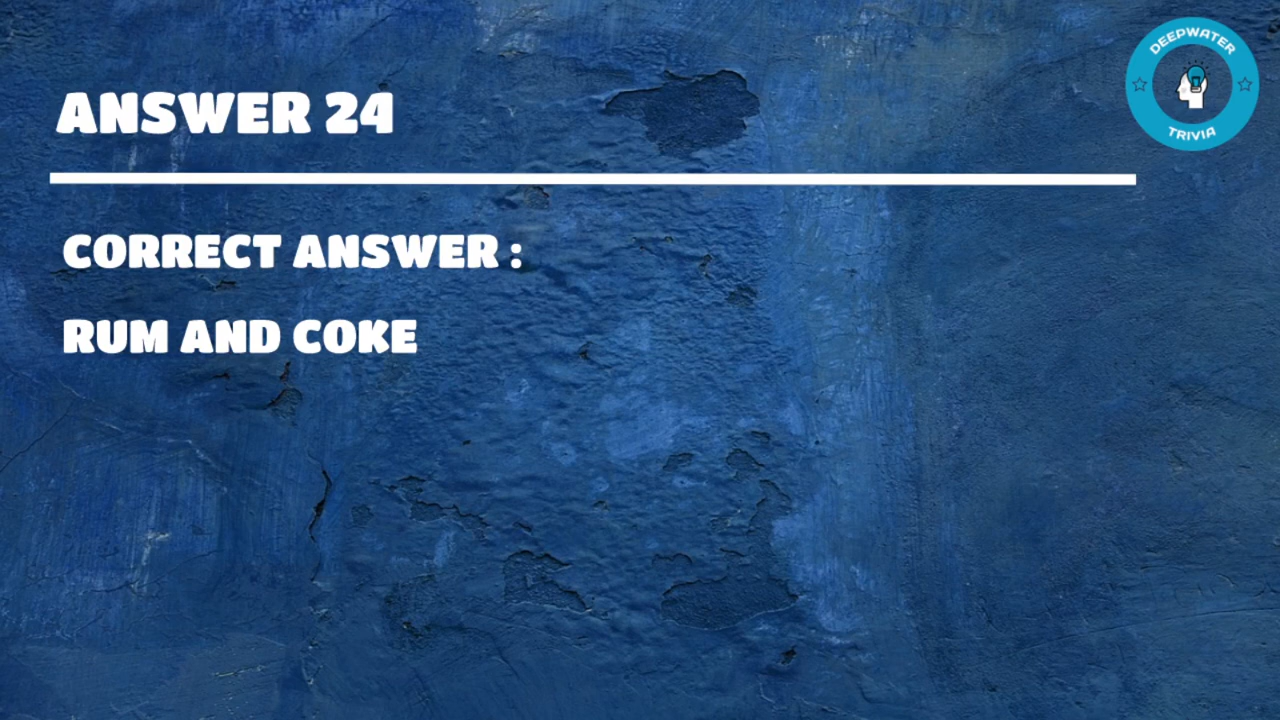 ANSWER 24
DEEPWATER
TRIVIA
CORRECT ANSWER :
RUM AND COKE